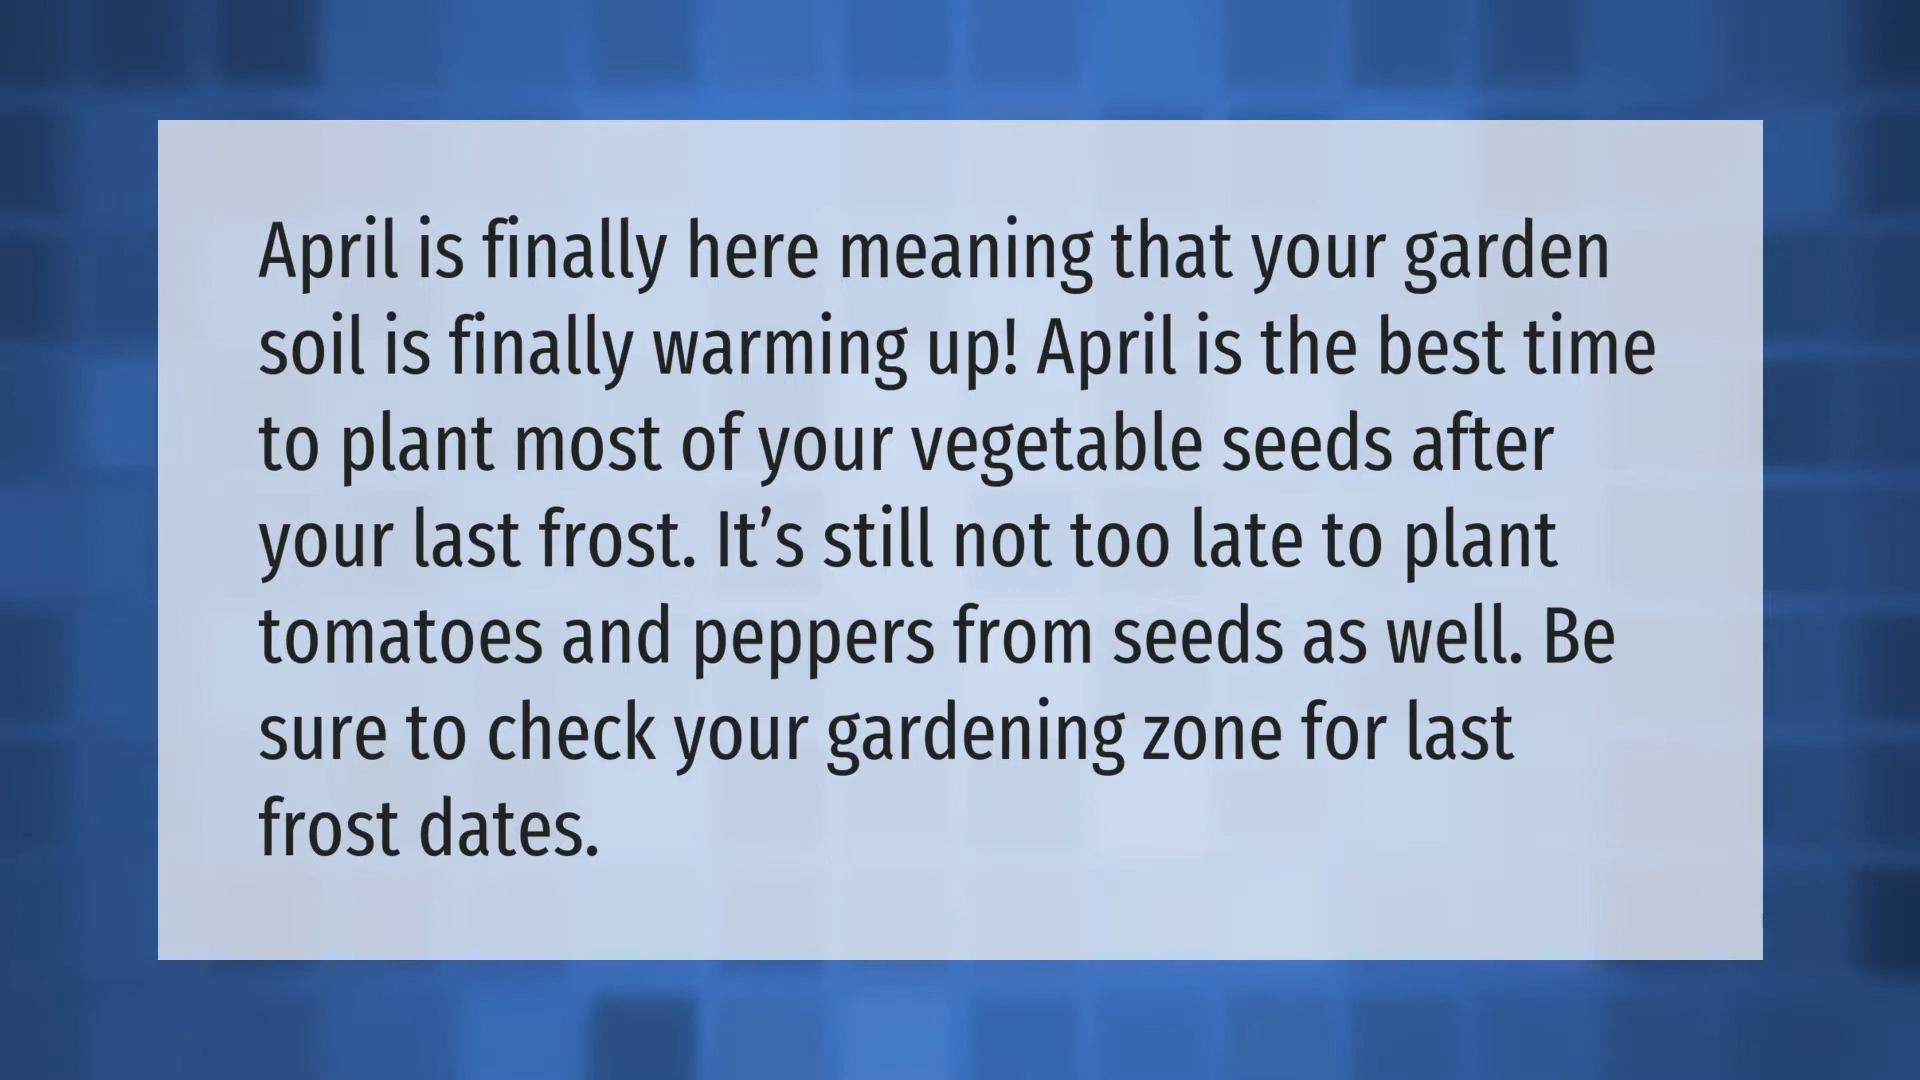 April is finally here meaning that your garden
soil is finally warming up! April is the best time
to plant most of your vegetable seeds after
your last frost. It’s still not too late to plant
tomatoes and peppers from seeds as well. Be
sure to check your gardening zone for last
frost dates.